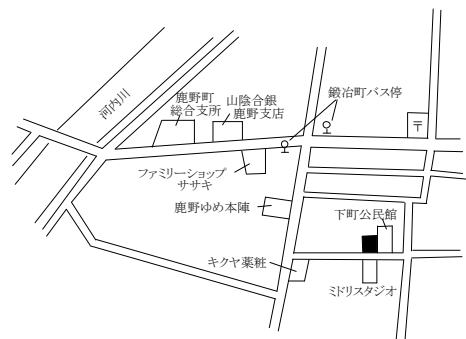 河内川
鹿野町
総合支所
山陰合銀
鹿野支店
鍛冶町バス停
〒
ファミリーショップ
ササキ
鹿野ゆめ本陣
下町公民館
キクヤ薬粧
ミドリスタジオ